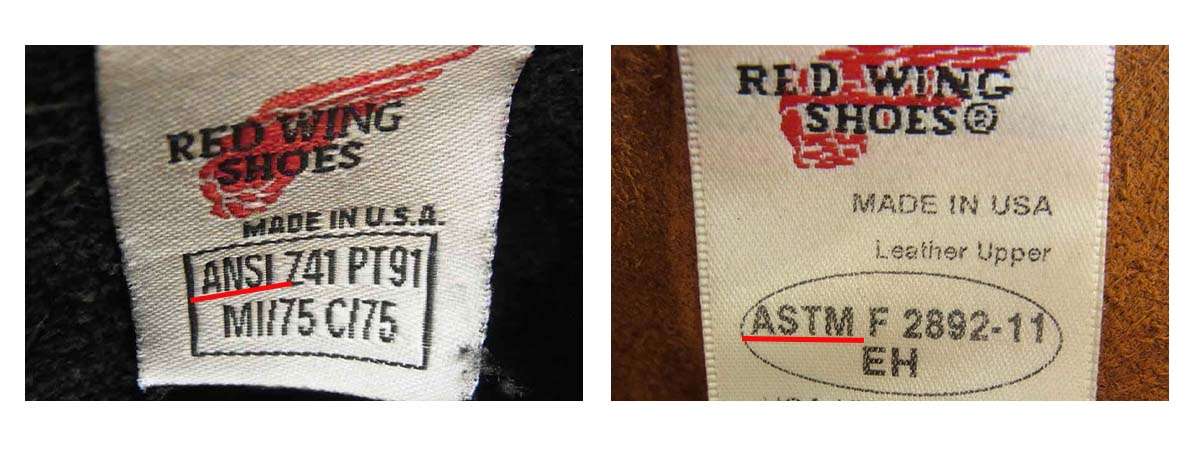 RED WING
SHOES
MADE IN U.S.A.
ANSI Z41 PT91
MI/75 C/75
RED WING
SHOES®
MADE IN USA
Leather Upper
ASTM F 2892-11
EH